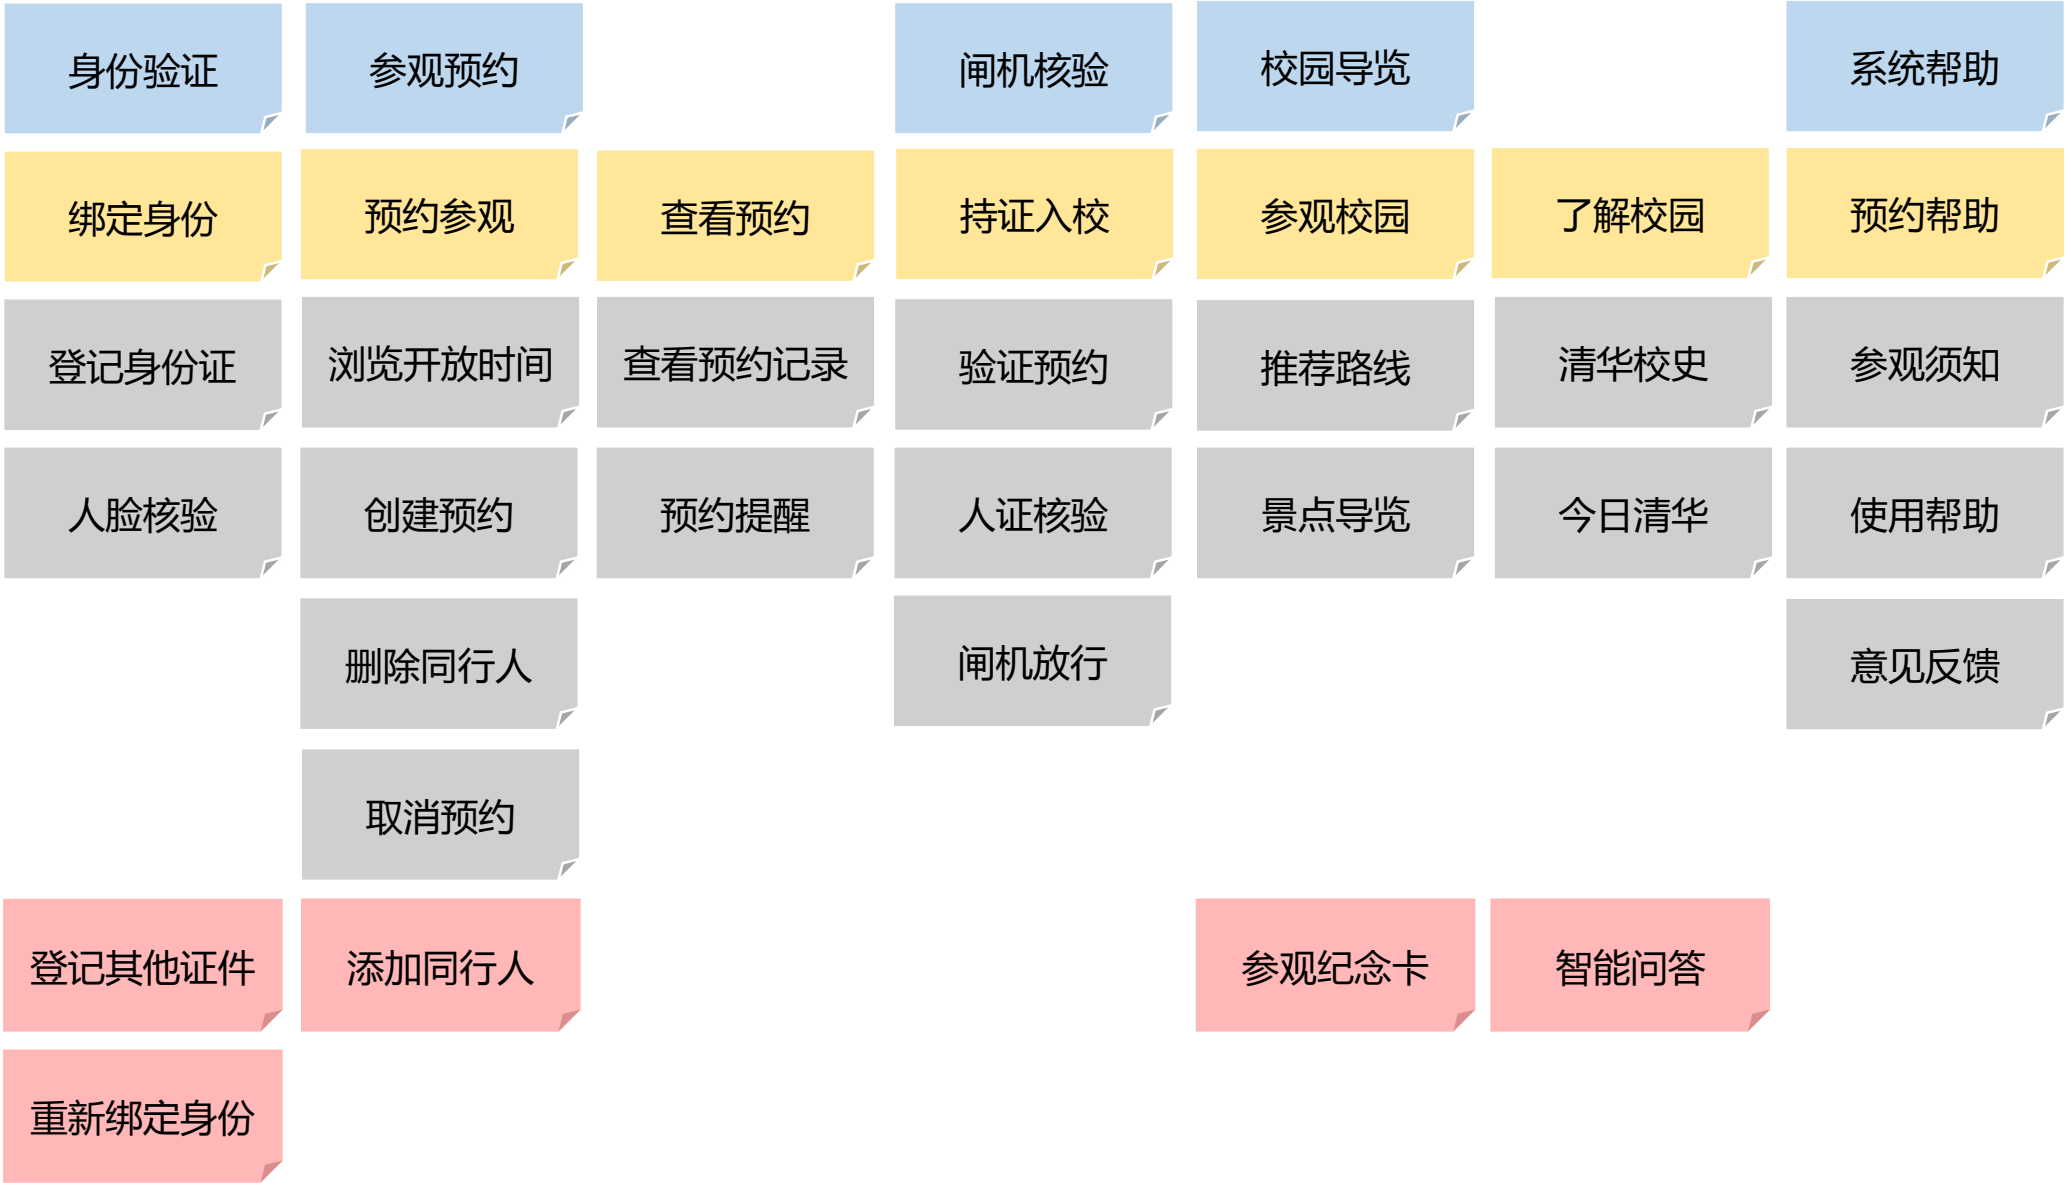 身份验证
参观预约
闸机核验
校园导览
系统帮助
绑定身份
预约参观
查看预约
持证入校
参观校园
了解校园
预约帮助
登记身份证
浏览开放时间
查看预约记录
验证预约
推荐路线
清华校史
参观须知
人脸核验
创建预约
预约提醒
人证核验
景点导览
今日清华
使用帮助
删除同行人
闸机放行
意见反馈
取消预约
登记其他证件
添加同行人
参观纪念卡
智能问答
重新绑定身份